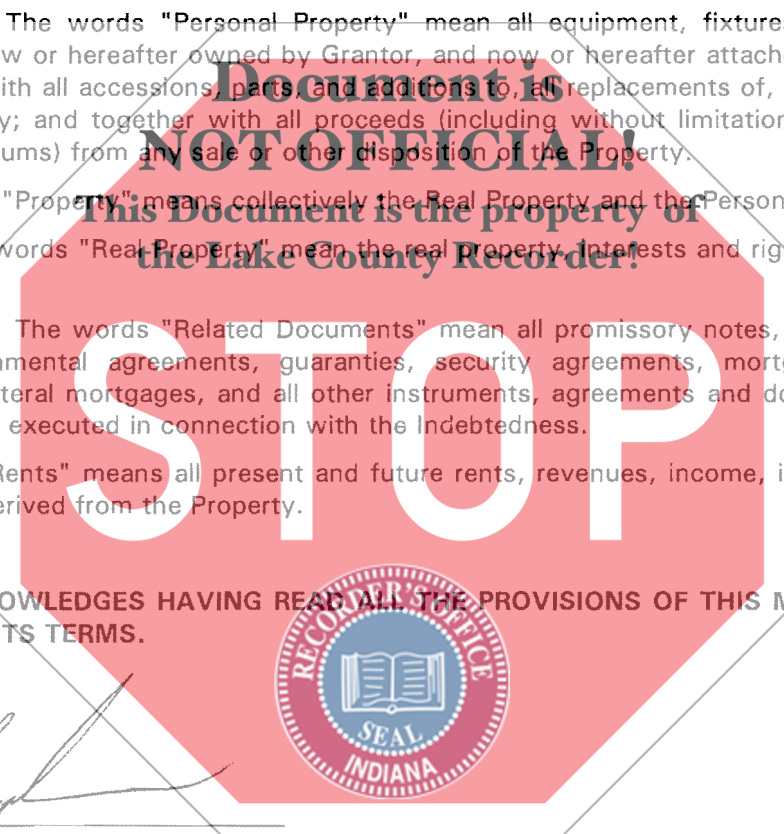 The words "Personal Property" mean all equipment, fixture
w or hereafter owned by Grantor, and now or hereafter attach
ith all accessions, parts, and additions to, all replacements of,
y; and together with all proceeds (including without limitation
ums) from any sale or other disposition of the Property.
"Property" means collectively the Real Property and the Person
words "Real Property" mean the real property, interests and rig
Document is
NOT OFFICIAL!
This Document is the property of
the Lake County Recorder!
The words "Related Documents" mean all promissory notes,
nmental agreements, guaranties, security agreements, mort
teral mortgages, and all other instruments, agreements and do
executed in connection with the Indebtedness.
Rents" means all present and future rents, revenues, income, i
erived from the Property.
STOP
OWLEDGES HAVING READ ALL THE PROVISIONS OF THIS M
TS TERMS.
RECORDER'S OFFICE
SEAL
INDIANA